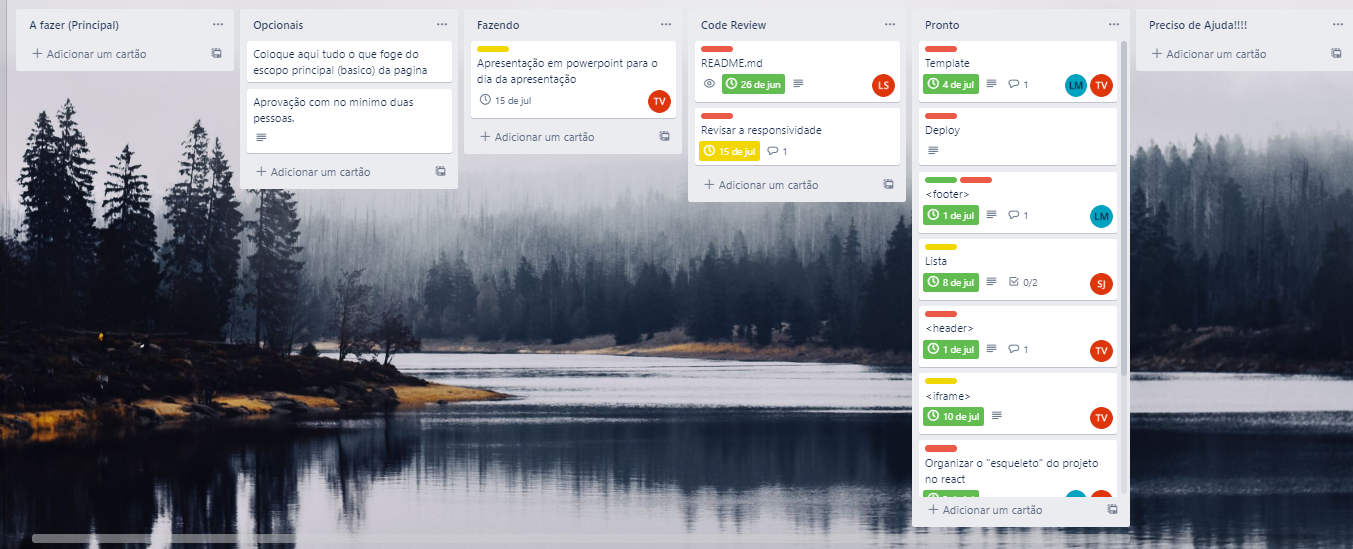 A fazer (Principal)
Adicionar um cartão
Opcionais
Coloque aqui tudo o que foge do
escopo principal (basico) da pagina
Aprovação com no minimo duas
pessoas.
Adicionar um cartão
Fazendo
Apresentação em powerpoint para o
dia da apresentação
15 de jul
TV
Adicionar um cartão
Code Review
README.md
26 de jun
LS
Revisar a responsividade
15 de jul
1
Adicionar um cartão
Pronto
Template
4 de jul
1
LM
TV
Deploy
<footer>
1 de jul
1
LM
Lista
8 de jul
0/2
SJ
<header>
1 de jul
1
TV
<iframe>
10 de jul
TV
Organizar o "esqueleto" do projeto
no react
Adicionar um cartão
Preciso de Ajuda!!!!
Adicionar um cartão